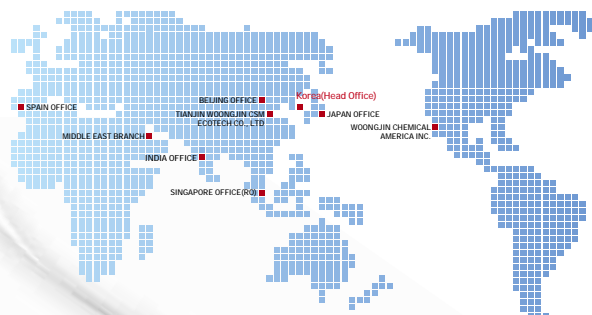 Korea(Head Office)
BEIJING OFFICE
SPAIN OFFICE
TIANJIN WOONGJIN CSM
ECOTECH CO., LTD
JAPAN OFFICE
WOONGJIN CHEMICAL
AMERICA INC.
MIDDLE EAST BRANCH
INDIA OFFICE
SINGAPORE OFFICE(RO)